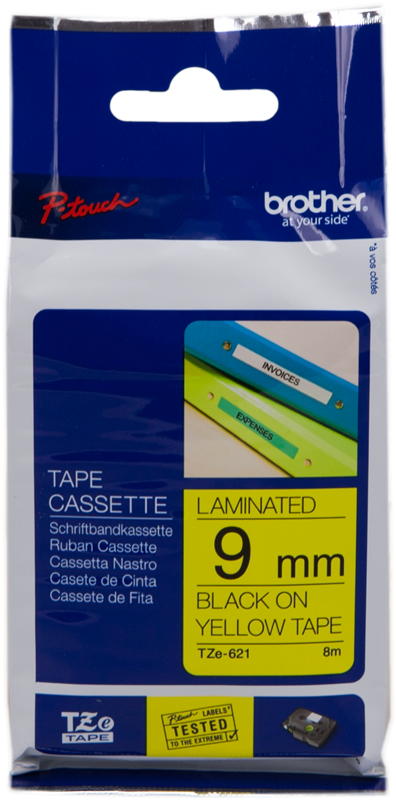 P-touch
brother
at your side*
*à vos côtés
INVOICES
EXPENSES
TAPE
CASSETTE
Schriftbandkassette
Ruban Cassette
Cassetta Nastro
Casete de Cinta
Cassete de Fita
LAMINATED
9 mm
BLACK ON
YELLOW TAPE
TZe-621 8m
TZe
TAPE
P-touch LABELS
TESTED
TO THE EXTREME